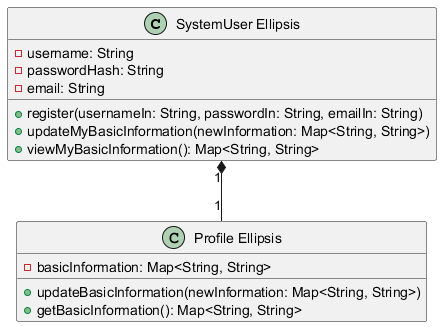 C SystemUser Ellipsis
username: String
passwordHash: String
email: String
register(usernameIn: String, passwordIn: String, emailIn: String)
updateMyBasicInformation(newInformation: Map<String, String>)
viewMyBasicInformation(): Map<String, String>
1
1
C Profile Ellipsis
basicInformation: Map<String, String>
updateBasicInformation(newInformation: Map<String, String>)
getBasicInformation(): Map<String, String>